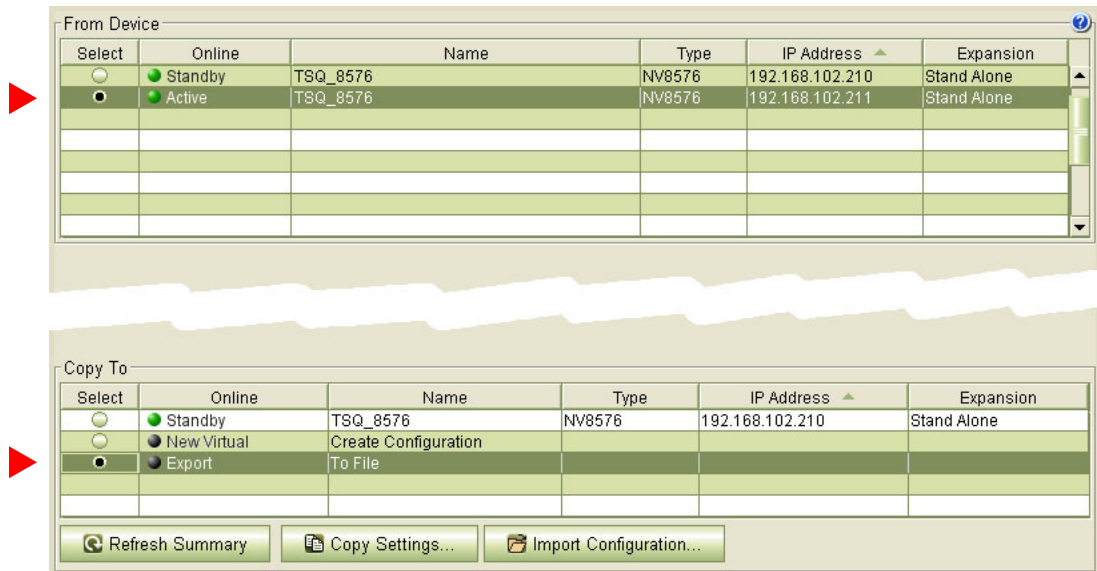 From Device
?
Select Online Name Type IP Address Expansion
Standby TSQ_8576 NV8576 192.168.102.210 Stand Alone
Active TSQ_8576 NV8576 192.168.102.211 Stand Alone
Copy To
Select Online Name Type IP Address Expansion
Standby TSQ_8576 NV8576 192.168.102.210 Stand Alone
New Virtual Create Configuration
Export To File
Refresh Summary Copy Settings... Import Configuration...